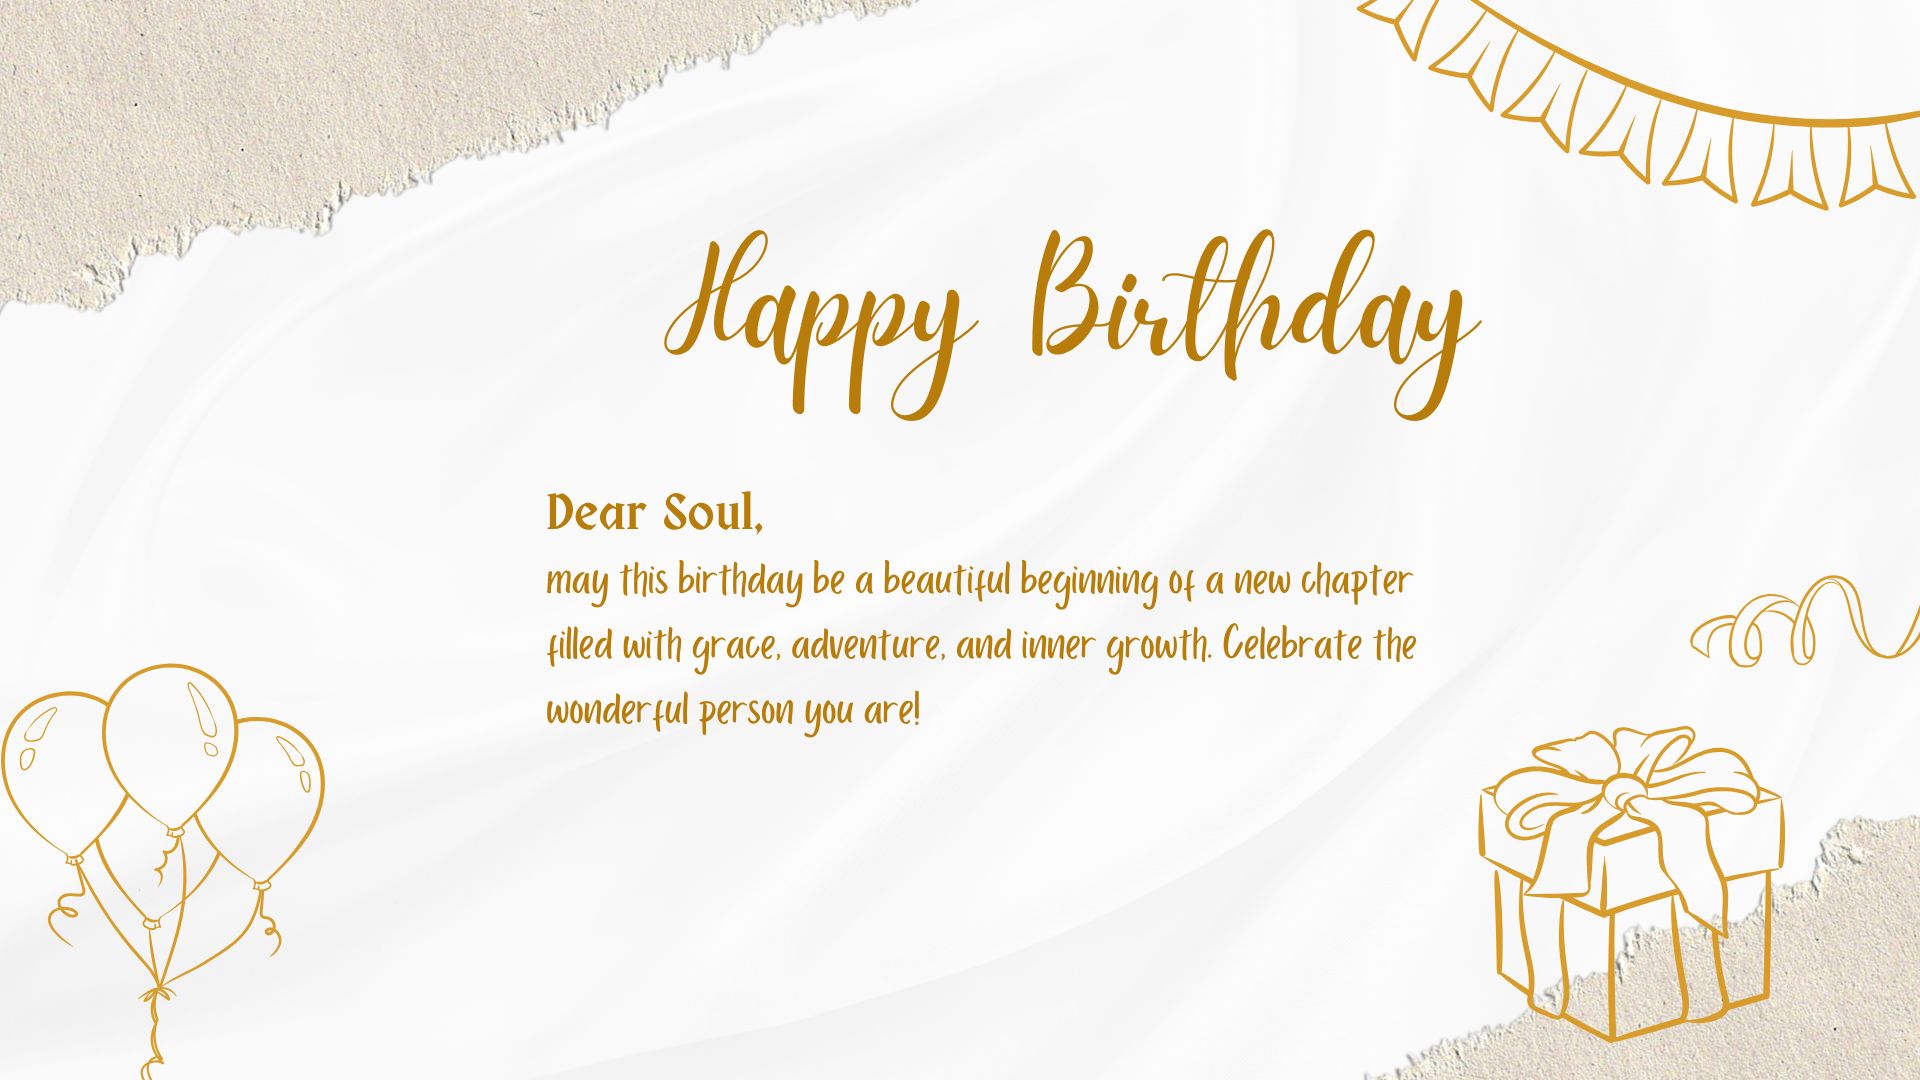 Happy Birthday
Dear Soul,
may this birthday be a beautiful beginning of a new chapter
filled with grace, adventure, and inner growth. Celebrate the
wonderful person you are!